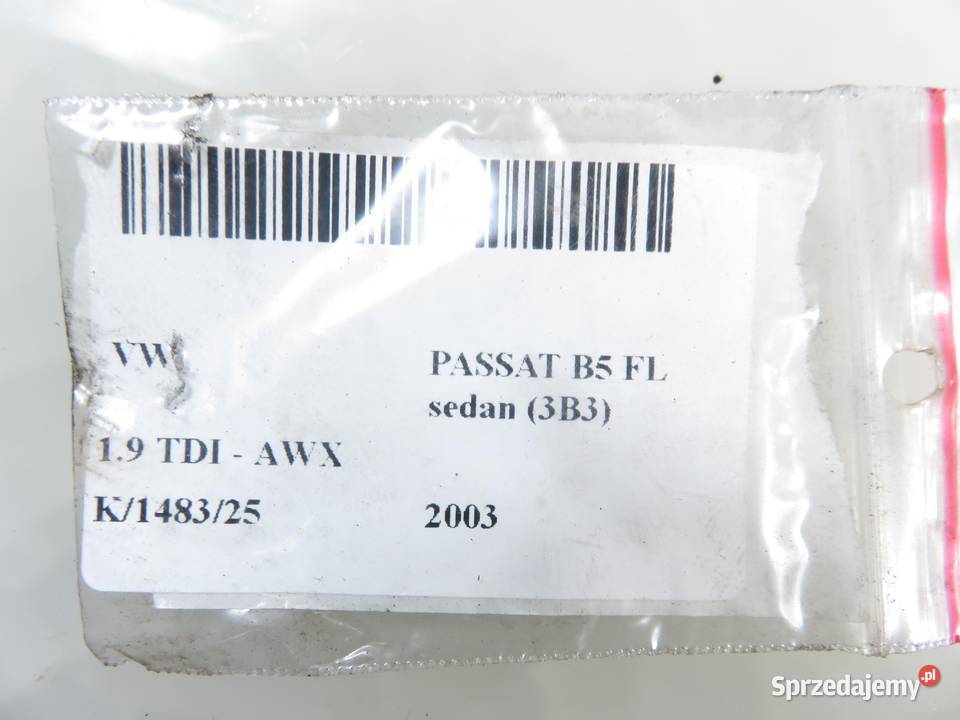 VW
PASSAT B5 FL
sedan (3B3)
1.9 TDI - AWX
K/1483/25
2003
Sprzedajemy.pl